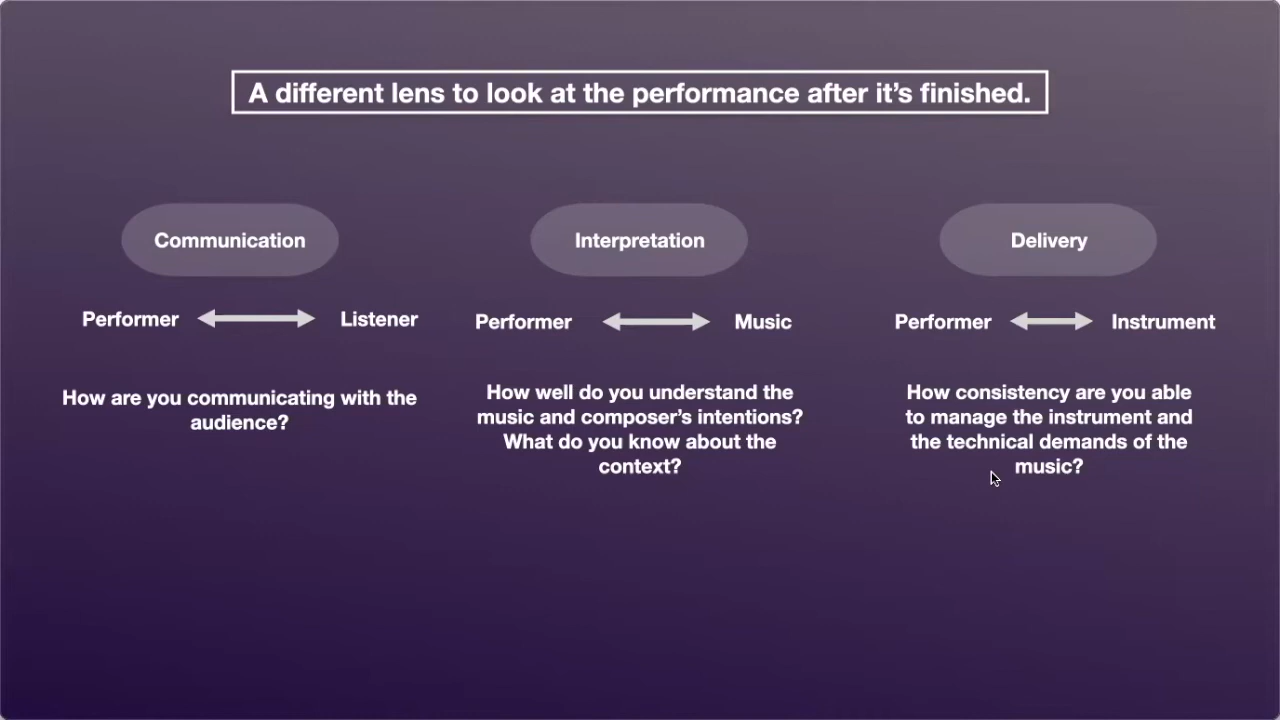 A different lens to look at the performance after it's finished.
Communication
Performer
Listener
How are you communicating with the
audience?
Interpretation
Performer
Music
How well do you understand the
music and composer's intentions?
What do you know about the
context?
Delivery
Performer
Instrument
How consistency are you able
to manage the instrument and
the technical demands of the
music?